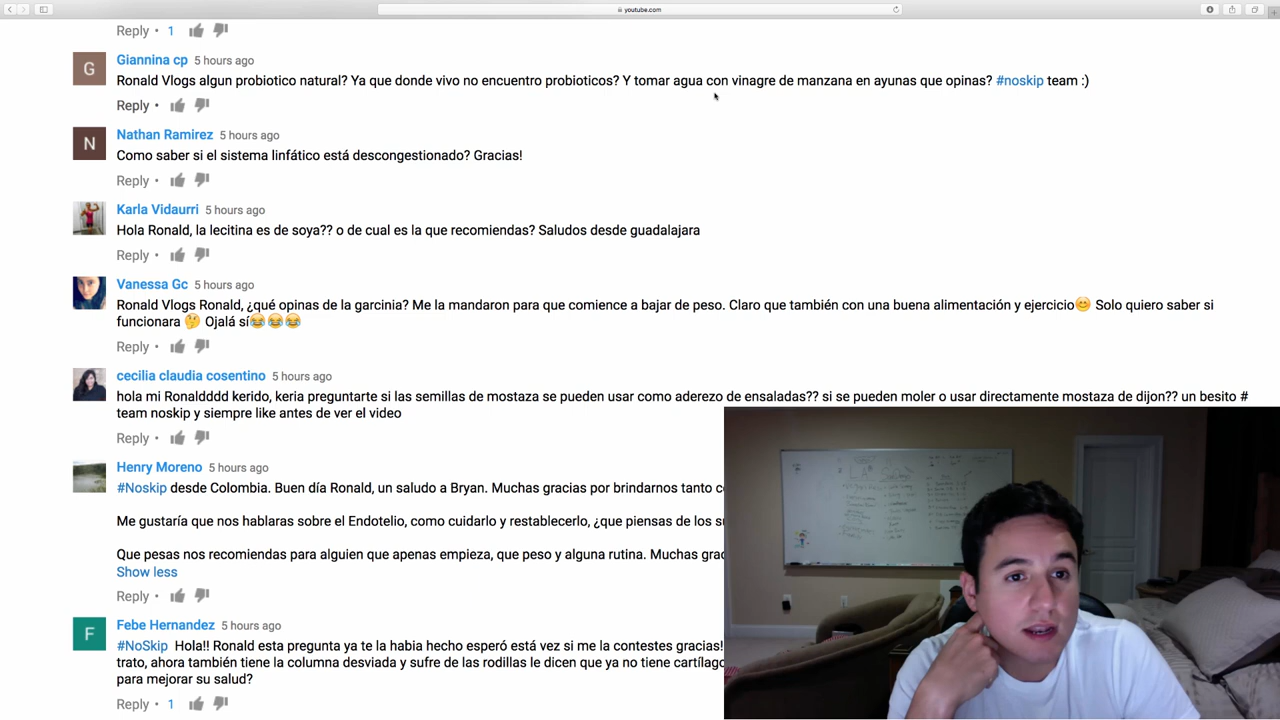 youtube.com
Reply • 1
G
Giannina cp 5 hours ago
Ronald Vlogs algun probiotico natural? Ya que donde vivo no encuentro probioticos? Y tomar agua con vinagre de manzana en ayunas que opinas? #noskip team :)
Reply •
N
Nathan Ramirez 5 hours ago
Como saber si el sistema linfático está descongestionado? Gracias!
Reply •
Karla Vidaurri 5 hours ago
Hola Ronald, la lecitina es de soya?? o de cual es la que recomiendas? Saludos desde guadalajara
Reply •
Vanessa Gc 5 hours ago
Ronald Vlogs Ronald, ¿qué opinas de la garcinia? Me la mandaron para que comience a bajar de peso. Claro que también con una buena alimentación y ejercicio😊 Solo quiero saber si
funcionara 🤔 Ojalá sí😂😂😂
Reply •
cecilia claudia cosentino 5 hours ago
hola mi Ronaldddd kerido, keria preguntarte si las semillas de mostaza se pueden usar como aderezo de ensaladas?? si se pueden moler o usar directamente mostaza de dijon?? un besito #
team noskip y siempre like antes de ver el video
Reply •
Henry Moreno 5 hours ago
#Noskip desde Colombia. Buen día Ronald, un saludo a Bryan. Muchas gracias por brindarnos tanto
Me gustaría que nos hablaras sobre el Endotelio, como cuidarlo y restablecerlo, ¿que piensas de los
Que pesas nos recomiendas para alguien que apenas empieza, que peso y alguna rutina. Muchas
Show less
Reply •
F
Febe Hernandez 5 hours ago
#NoSkip Hola!! Ronald esta pregunta ya te la habia hecho esperó está vez si me la contestes gracias!
trato, ahora también tiene la columna desviada y sufre de las rodillas le dicen que ya no tiene cartílago
para mejorar su salud?
Reply • 1